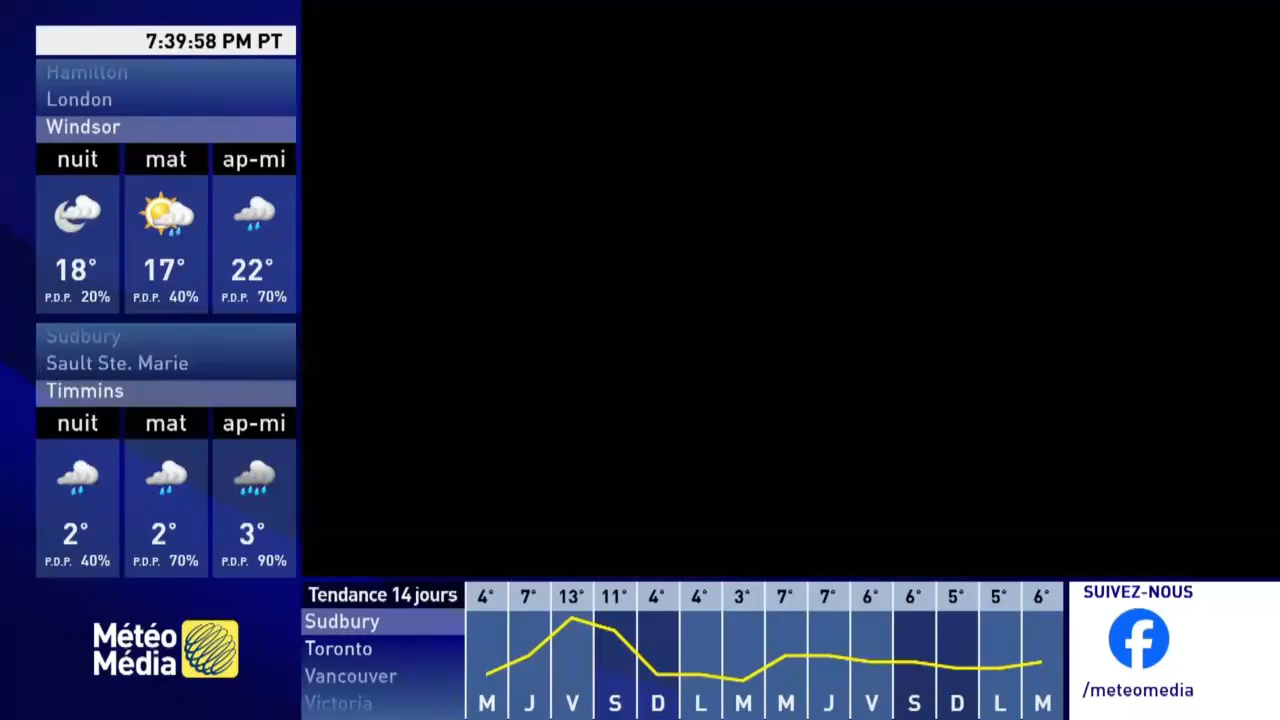 7:39:58 PM PT
Hamilton
London
Windsor
nuit mat ap-mi
18° 17° 22°
P.D.P. 20% P.D.P. 40% P.D.P. 70%
Sudbury
Sault Ste. Marie
Timmins
nuit mat ap-mi
2° 2° 3°
P.D.P. 40% P.D.P. 70% P.D.P. 90%
Météo
Média
Tendance 14 jours 4° 7° 13° 11° 4° 4° 3° 7° 7° 6° 6° 5° 5° 6°
Sudbury
Toronto
Vancouver
Victoria
M J V S D L M M J V S D L M
SUIVEZ-NOUS
/meteomedia